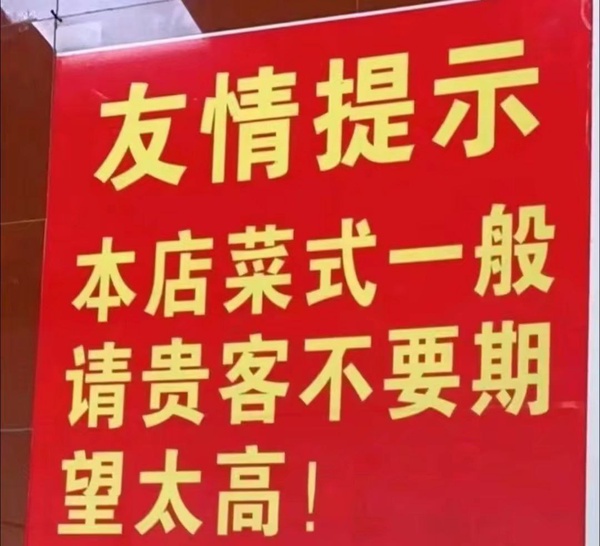 友情提示
本店菜式一般
请贵客不要期
望太高！